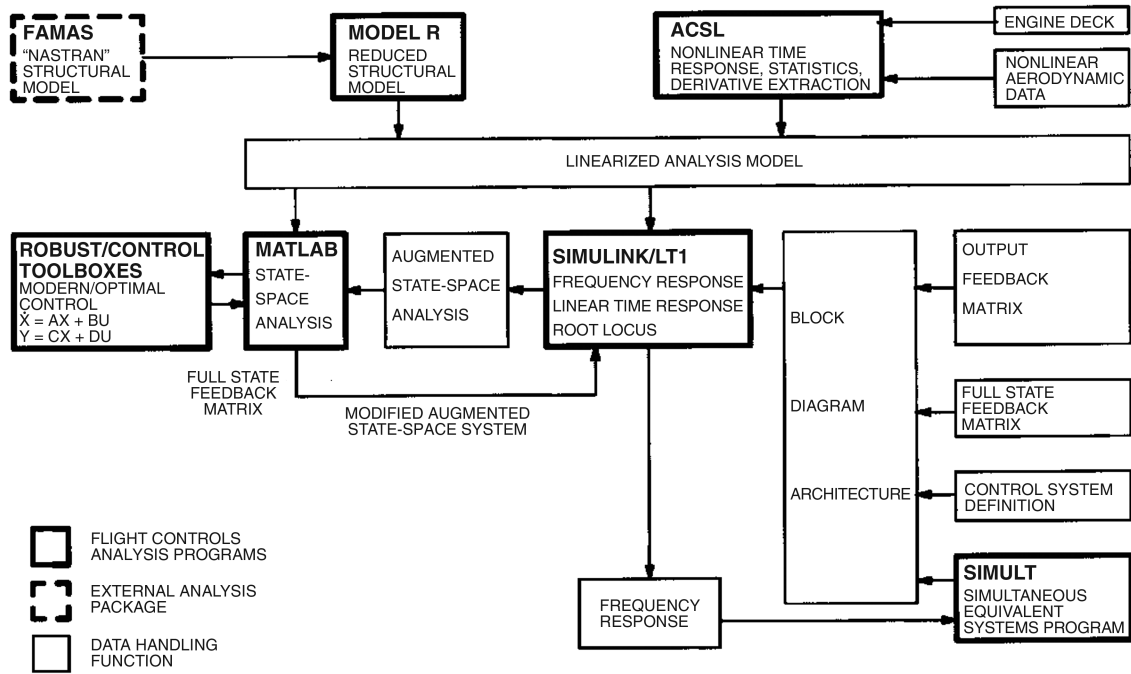 FAMAS
"NASTRAN"
STRUCTURAL
MODEL
MODEL R
REDUCED
STRUCTURAL
MODEL
ACSL
NONLINEAR TIME
RESPONSE, STATISTICS,
DERIVATIVE EXTRACTION
ENGINE DECK
NONLINEAR
AERODYNAMIC
DATA
LINEARIZED ANALYSIS MODEL
ROBUST/CONTROL
TOOLBOXES
MODERN/OPTIMAL
CONTROL
Ẋ = AX + BU
Y = CX + DU
MATLAB
STATE-
SPACE
ANALYSIS
AUGMENTED
STATE-SPACE
ANALYSIS
SIMULINK/LT1
FREQUENCY RESPONSE
LINEAR TIME RESPONSE
ROOT LOCUS
BLOCK
DIAGRAM
ARCHITECTURE
OUTPUT
FEEDBACK
MATRIX
FULL STATE
FEEDBACK
MATRIX
MODIFIED AUGMENTED
STATE-SPACE SYSTEM
FULL STATE
FEEDBACK
MATRIX
CONTROL SYSTEM
DEFINITION
SIMULT
SIMULTANEOUS
EQUIVALENT
SYSTEMS PROGRAM
FREQUENCY
RESPONSE
FLIGHT CONTROLS
ANALYSIS PROGRAMS
EXTERNAL ANALYSIS
PACKAGE
DATA HANDLING
FUNCTION